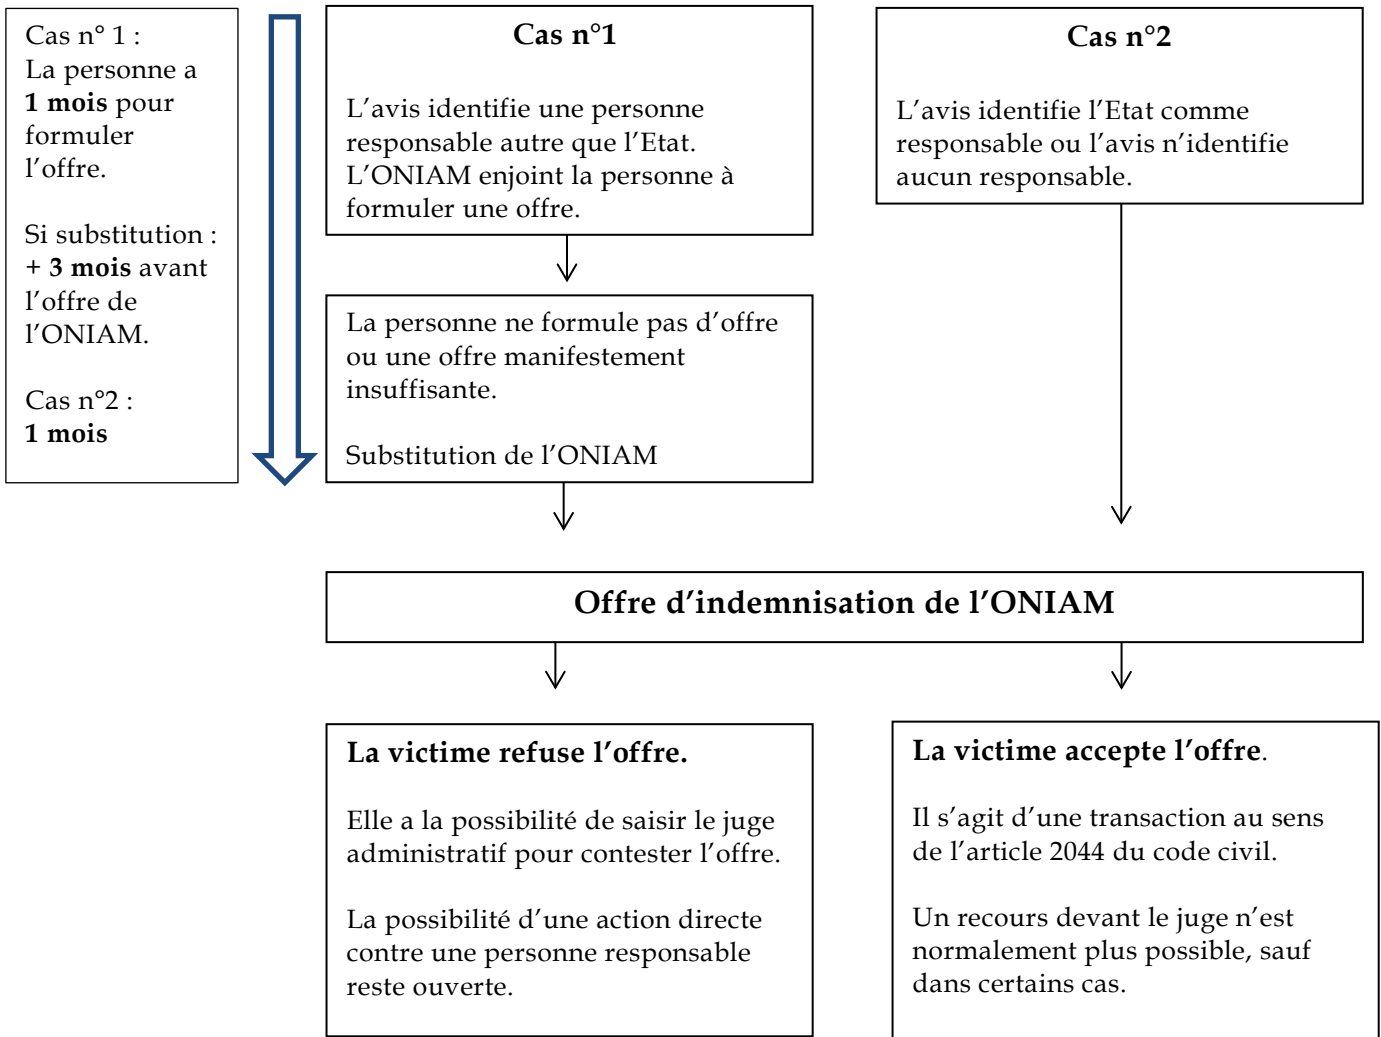 Cas n° 1 :
La personne a
1 mois pour
formuler
l’offre.
Si substitution :
+ 3 mois avant
l’offre de
l’ONIAM.
Cas n°2 :
1 mois
Cas n°1
L’avis identifie une personne
responsable autre que l’Etat.
L’ONIAM enjoint la personne à
formuler une offre.
Cas n°2
L’avis identifie l’Etat comme
responsable ou l’avis n’identifie
aucun responsable.
La personne ne formule pas d’offre
ou une offre manifestement
insuffisante.
Substitution de l’ONIAM
Offre d’indemnisation de l’ONIAM
La victime refuse l’offre.
Elle a la possibilité de saisir le juge
administratif pour contester l’offre.
La possibilité d’une action directe
contre une personne responsable
reste ouverte.
La victime accepte l’offre.
Il s’agit d’une transaction au sens
de l’article 2044 du code civil.
Un recours devant le juge n’est
normalement plus possible, sauf
dans certains cas.